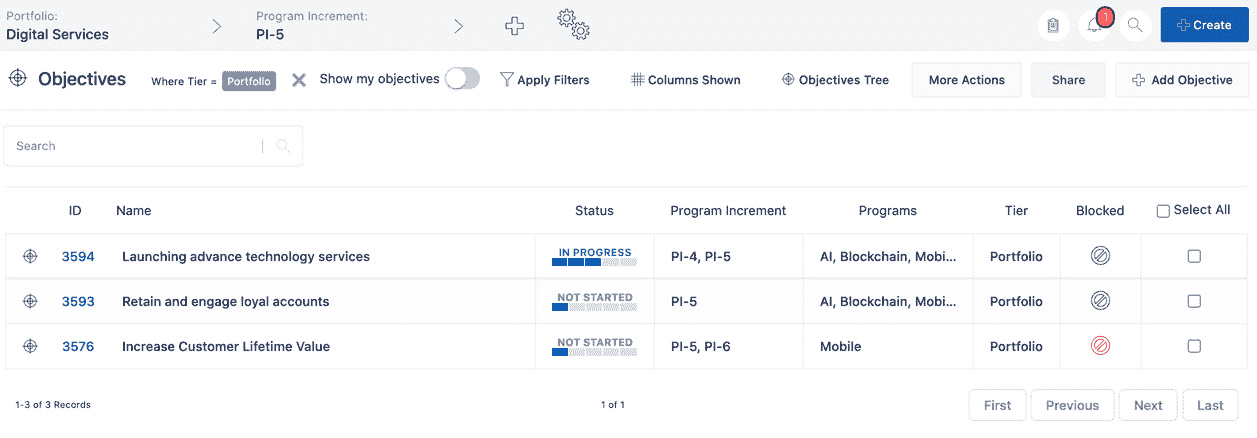 Portfolio:
Digital Services
Program Increment:
PI-5
1
Create
Objectives
Where Tier = Portfolio
Show my objectives
Apply Filters
Columns Shown
Objectives Tree
More Actions
Share
Add Objective
Search
ID Name Status Program Increment Programs Tier Blocked Select All
3594 Launching advance technology services IN PROGRESS PI-4, PI-5 AI, Blockchain, Mobi... Portfolio
3593 Retain and engage loyal accounts NOT STARTED PI-5 AI, Blockchain, Mobi... Portfolio
3576 Increase Customer Lifetime Value NOT STARTED PI-5, PI-6 Mobile Portfolio
1-3 of 3 Records 1 of 1 First Previous Next Last